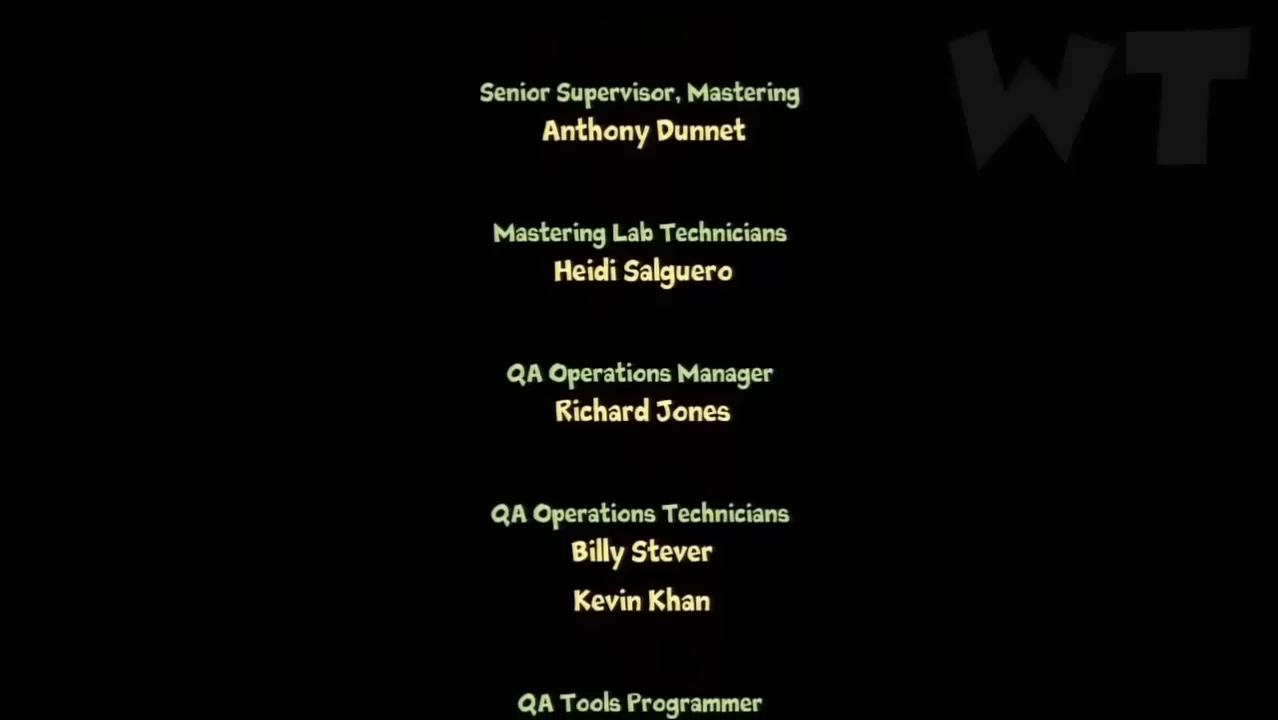 WT
Senior Supervisor, Mastering
Anthony Dunnet
Mastering Lab Technicians
Heidi Salguero
QA Operations Manager
Richard Jones
QA Operations Technicians
Billy Stever
Kevin Khan
QA Tools Programmer